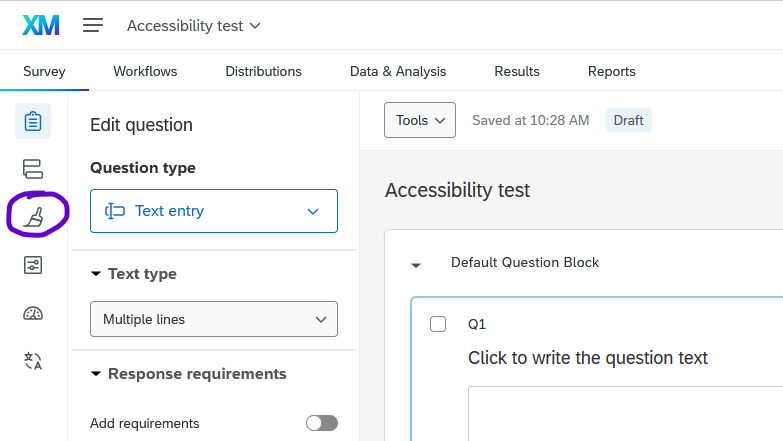 XM Accessibility test
Survey Workflows Distributions Data & Analysis Results Reports
Edit question
Question type
Text entry
Text type
Multiple lines
Response requirements
Add requirements
Tools Saved at 10:28 AM Draft
Accessibility test
Default Question Block
Q1
Click to write the question text